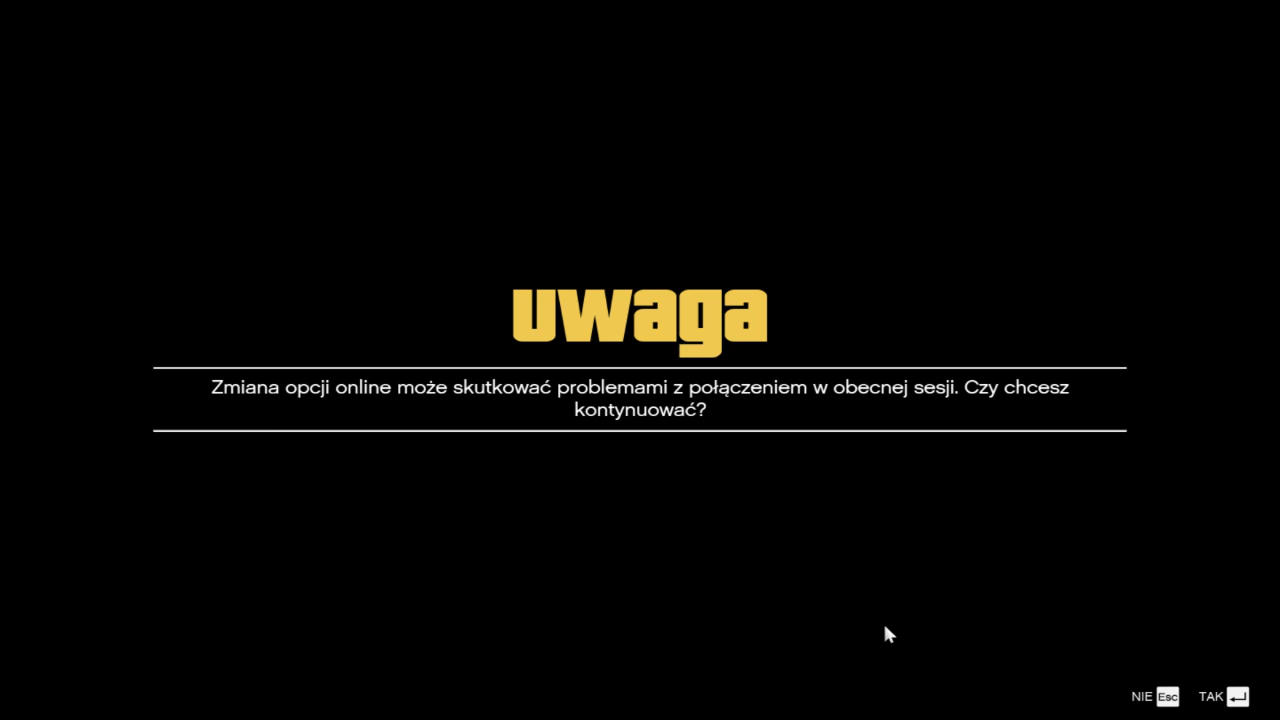 uwaga
Zmiana opcji online może skutkować problemami z połączeniem w obecnej sesji. Czy chcesz
kontynuować?
NIE Esc TAK